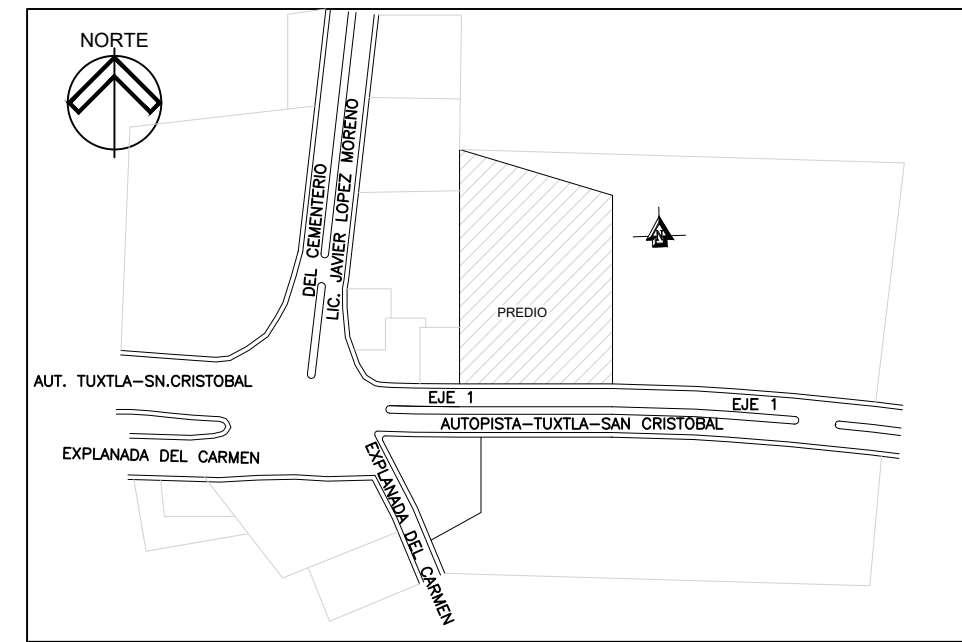 NORTE
DEL CEMENTERIO
LIC. JAVIER LOPEZ MORENO
N
PREDIO
AUT. TUXTLA-SN.CRISTOBAL
EJE 1
EJE 1
AUTOPISTA-TUXTLA-SAN CRISTOBAL
EXPLANADA DEL CARMEN
EXPLANADA DEL CARMEN